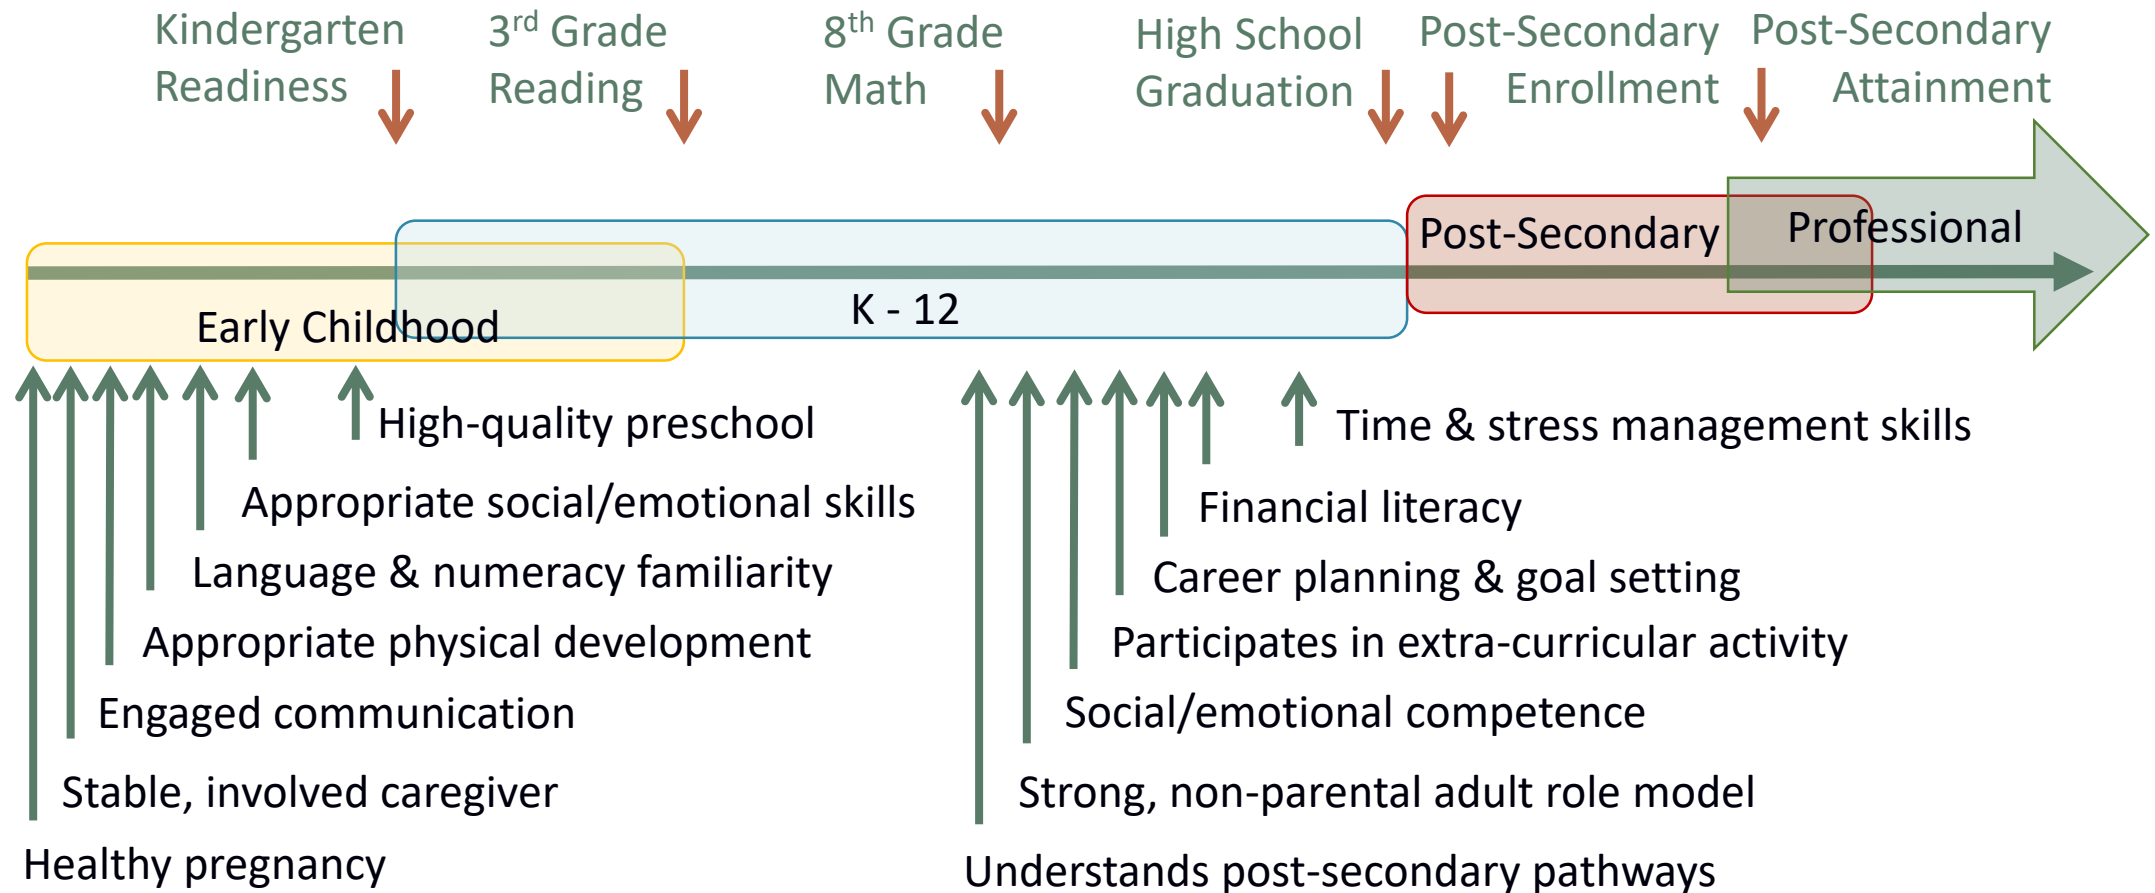 Kindergarten
Readiness
3rd Grade
Reading
8th Grade
Math
High School
Graduation
Post-Secondary
Enrollment
Post-Secondary
Attainment
Early Childhood
K - 12
Post-Secondary
Professional
High-quality preschool
Appropriate social/emotional skills
Language & numeracy familiarity
Appropriate physical development
Engaged communication
Stable, involved caregiver
Healthy pregnancy
Time & stress management skills
Financial literacy
Career planning & goal setting
Participates in extra-curricular activity
Social/emotional competence
Strong, non-parental adult role model
Understands post-secondary pathways